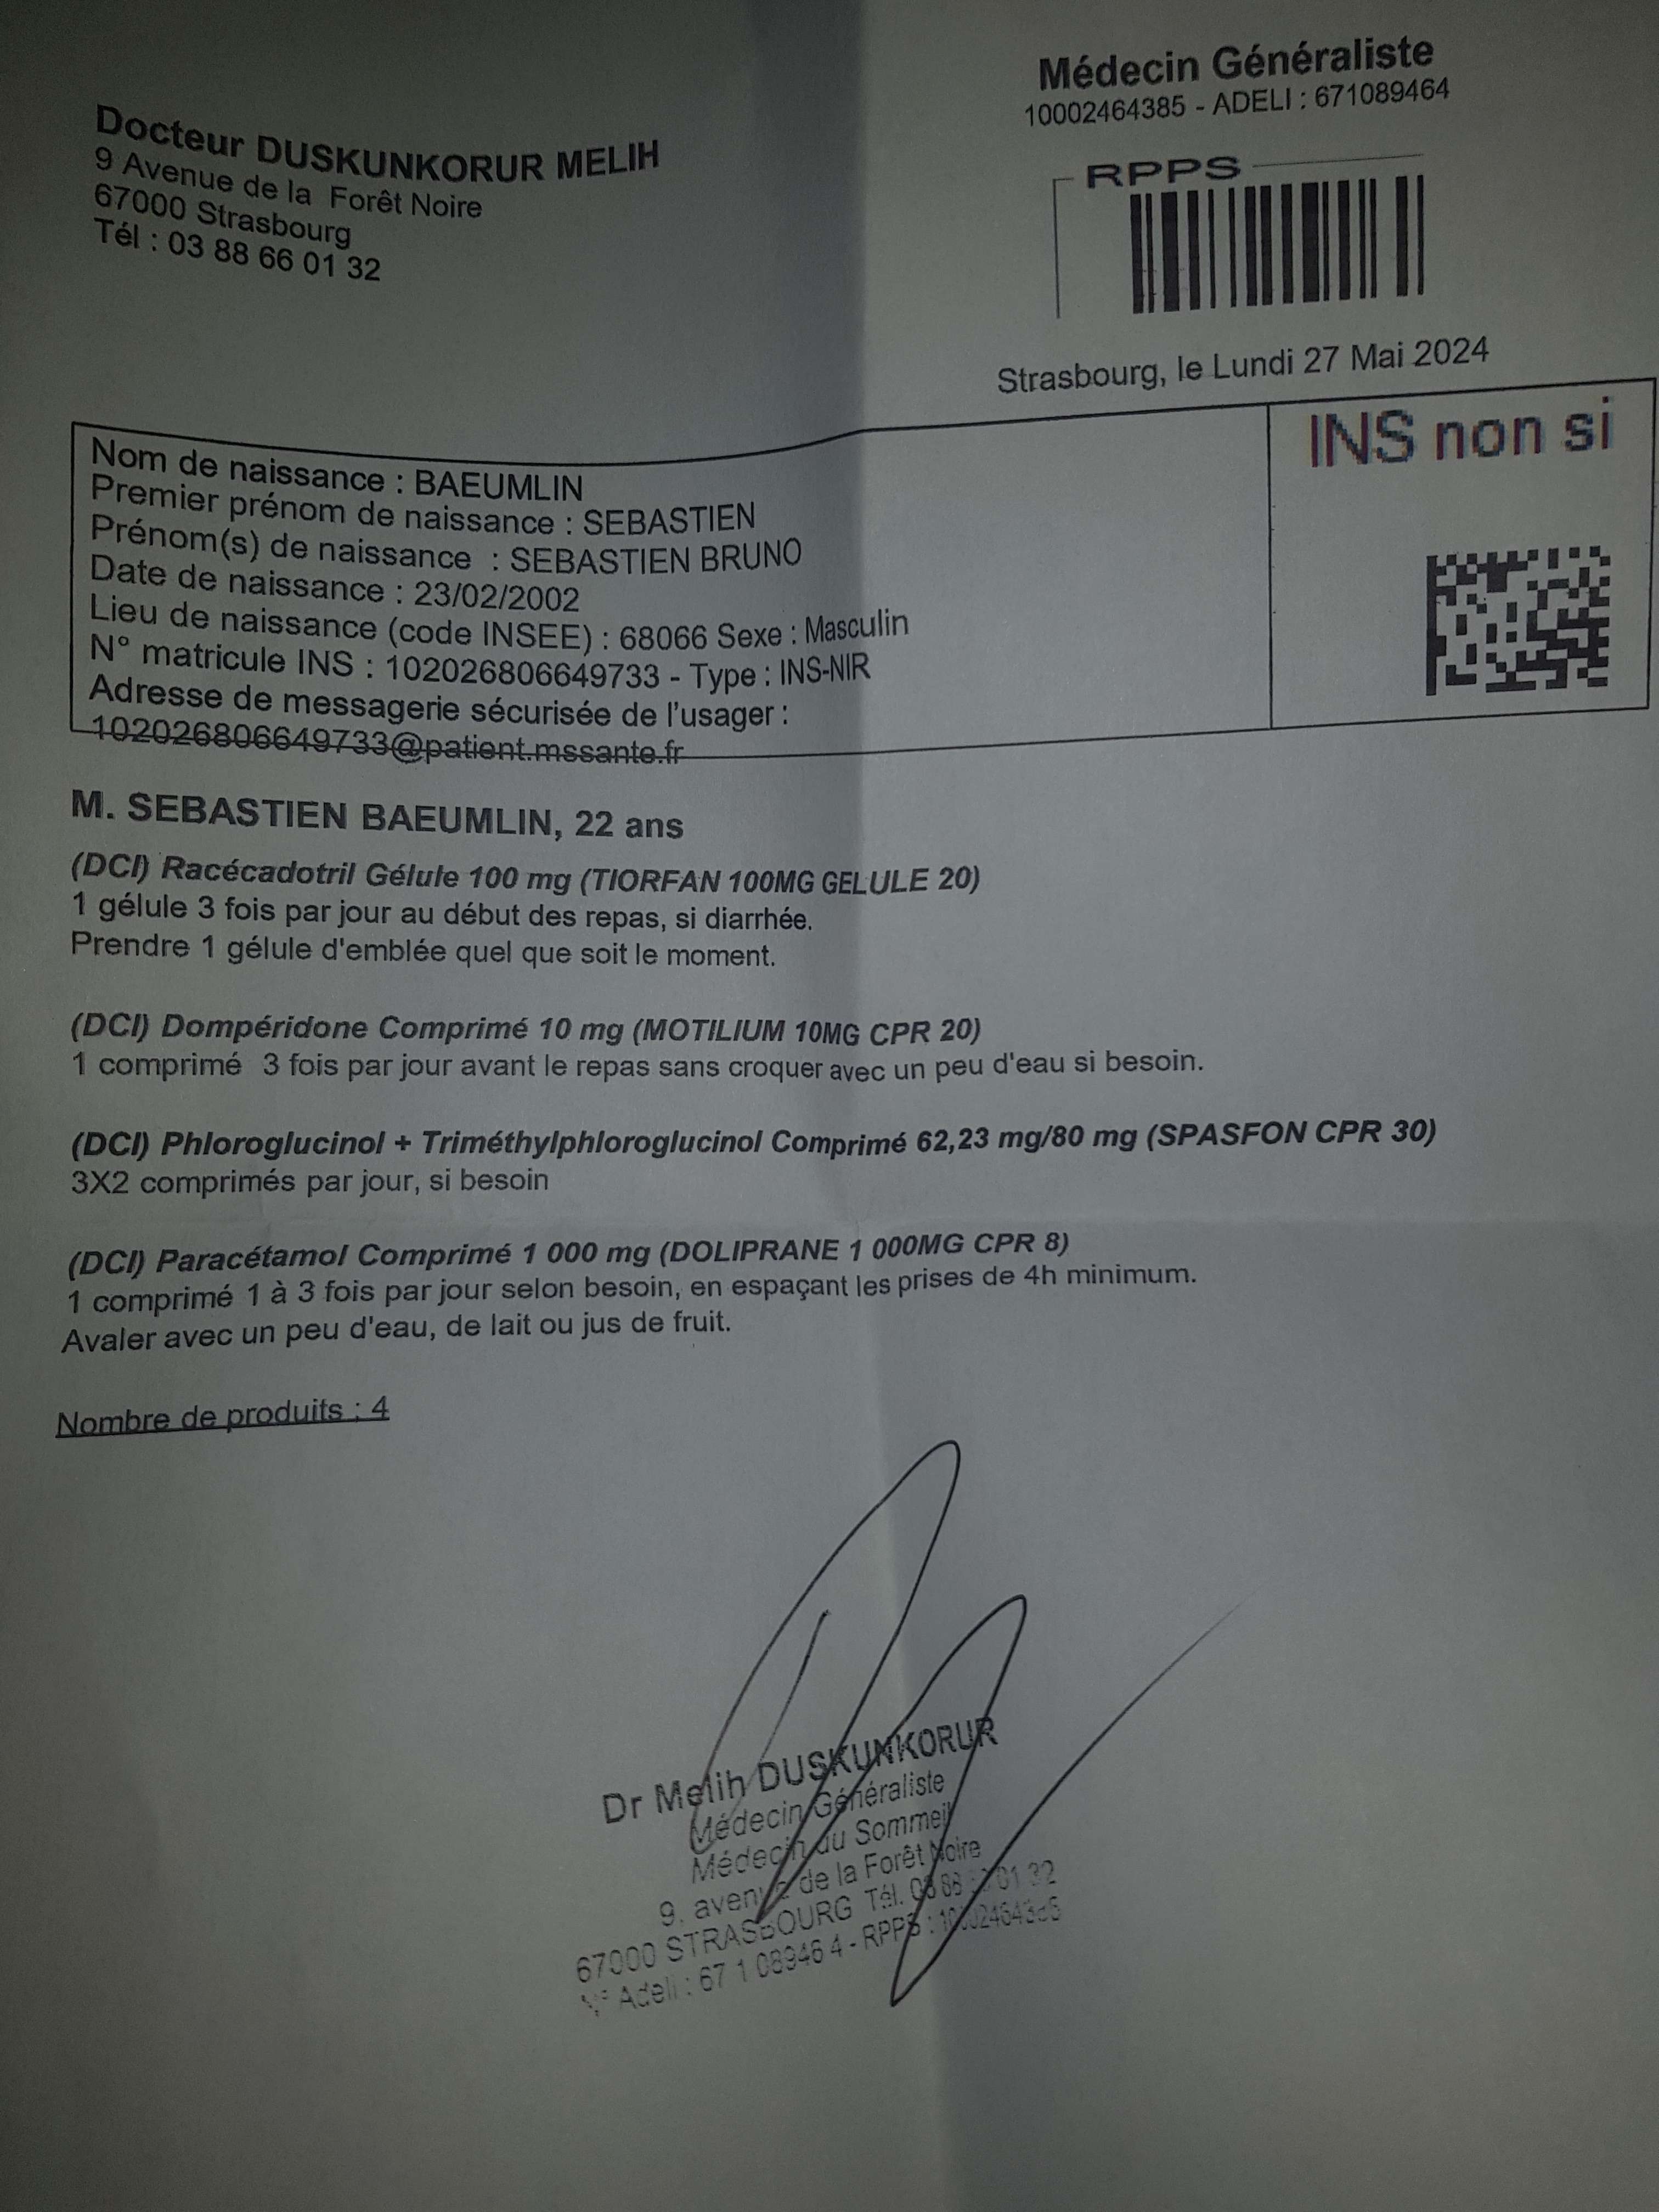 Médecin Généraliste
10002464385 - ADELI : 671089464
Docteur DUSKUNKORUR MELIH
9 Avenue de la Forêt Noire
67000 Strasbourg
Tél : 03 88 66 01 32
RPPS
Strasbourg, le Lundi 27 Mai 2024
INS non si
Nom de naissance : BAEUMLIN
Premier prénom de naissance : SEBASTIEN
Prénom(s) de naissance : SEBASTIEN BRUNO
Date de naissance : 23/02/2002
Lieu de naissance (code INSEE) : 68066 Sexe : Masculin
N° matricule INS : 102026806649733 - Type : INS-NIR
Adresse de messagerie sécurisée de l'usager :
102026806649733@patient.mssante.fr
M. SEBASTIEN BAEUMLIN, 22 ans
(DCI) Racécadotril Gélule 100 mg (TIORFAN 100MG GELULE 20)
1 gélule 3 fois par jour au début des repas, si diarrhée.
Prendre 1 gélule d'emblée quel que soit le moment.
(DCI) Dompéridone Comprimé 10 mg (MOTILIUM 10MG CPR 20)
1 comprimé 3 fois par jour avant le repas sans croquer avec un peu d'eau si besoin.
(DCI) Phloroglucinol + Triméthylphloroglucinol Comprimé 62,23 mg/80 mg (SPASFON CPR 30)
3X2 comprimés par jour, si besoin
(DCI) Paracétamol Comprimé 1 000 mg (DOLIPRANE 1 000MG CPR 8)
1 comprimé 1 à 3 fois par jour selon besoin, en espaçant les prises de 4h minimum.
Avaler avec un peu d'eau, de lait ou jus de fruit.
Nombre de produits : 4
Dr Melih DUSKUNKORUR
Médecin Généraliste
Médecin du Sommeil
9. avenue de la Forêt Noire
67000 STRASBOURG Tél. 03 88 01 32
N° Adeli : 67 1 08946 4 - RPPS :